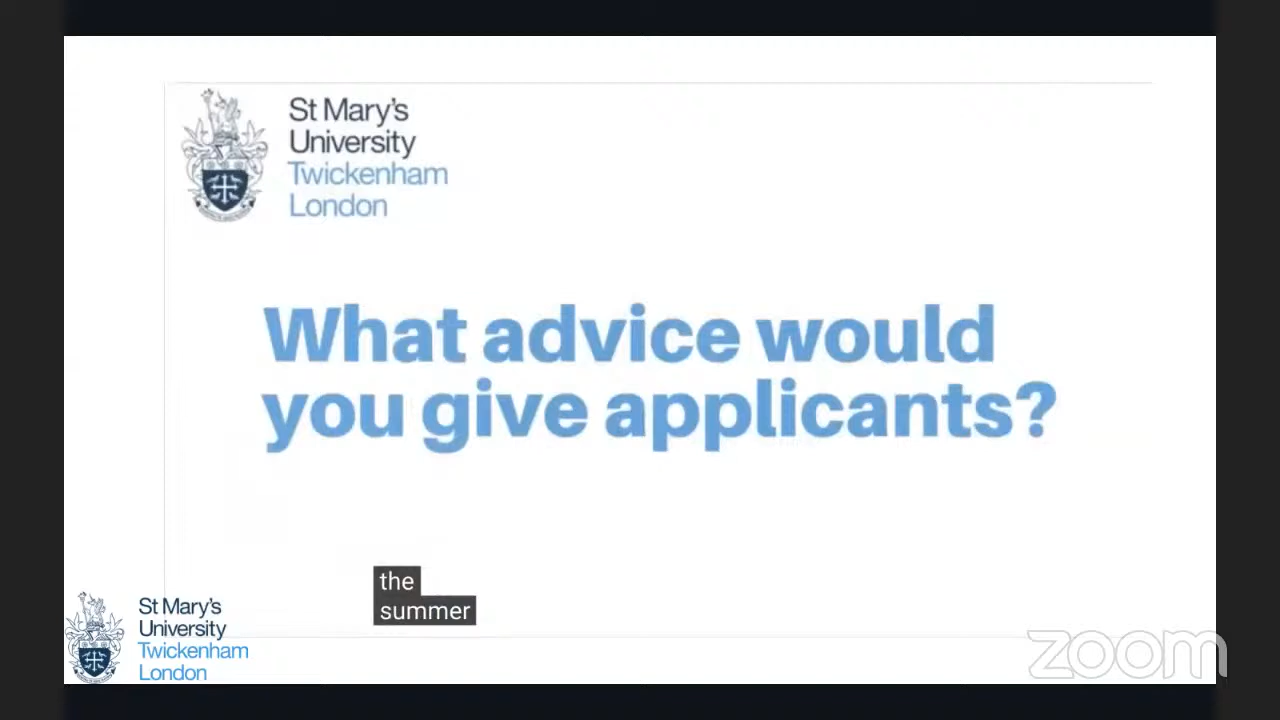 St Mary's
University
Twickenham
London
What advice would
you give applicants?
the
summer
St Mary's
University
Twickenham
London
zoom